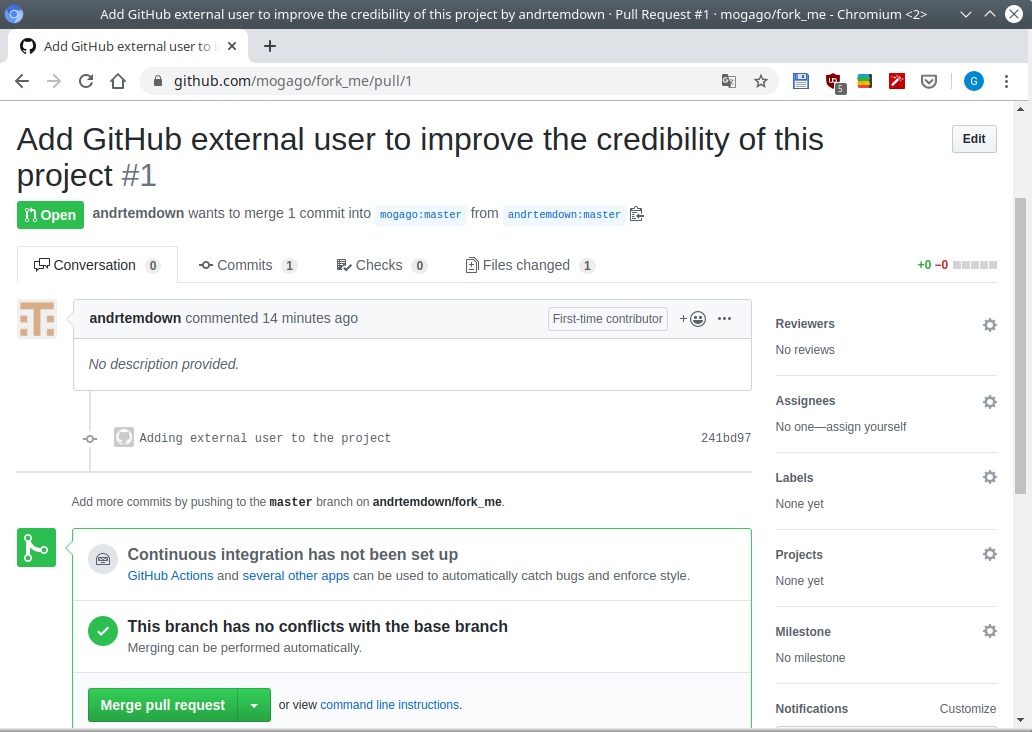 Add GitHub external user to improve the credibility of this project by andrtemdown · Pull Request #1 · mogago/fork_me - Chromium <2>
Add GitHub external user to i
github.com/mogago/fork_me/pull/1
5
G
Add GitHub external user to improve the credibility of this
project #1
Edit
Open
andrtemdown wants to merge 1 commit into mogago:master from andrtemdown:master
Conversation 0
Commits 1
Checks 0
Files changed 1
+0 −0
andrtemdown commented 14 minutes ago
First-time contributor
+
No description provided.
Adding external user to the project
241bd97
Add more commits by pushing to the master branch on andrtemdown/fork_me.
Continuous integration has not been set up
GitHub Actions and several other apps can be used to automatically catch bugs and enforce style.
This branch has no conflicts with the base branch
Merging can be performed automatically.
Merge pull request
or view command line instructions.
Reviewers
No reviews
Assignees
No one—assign yourself
Labels
None yet
Projects
None yet
Milestone
No milestone
Notifications
Customize